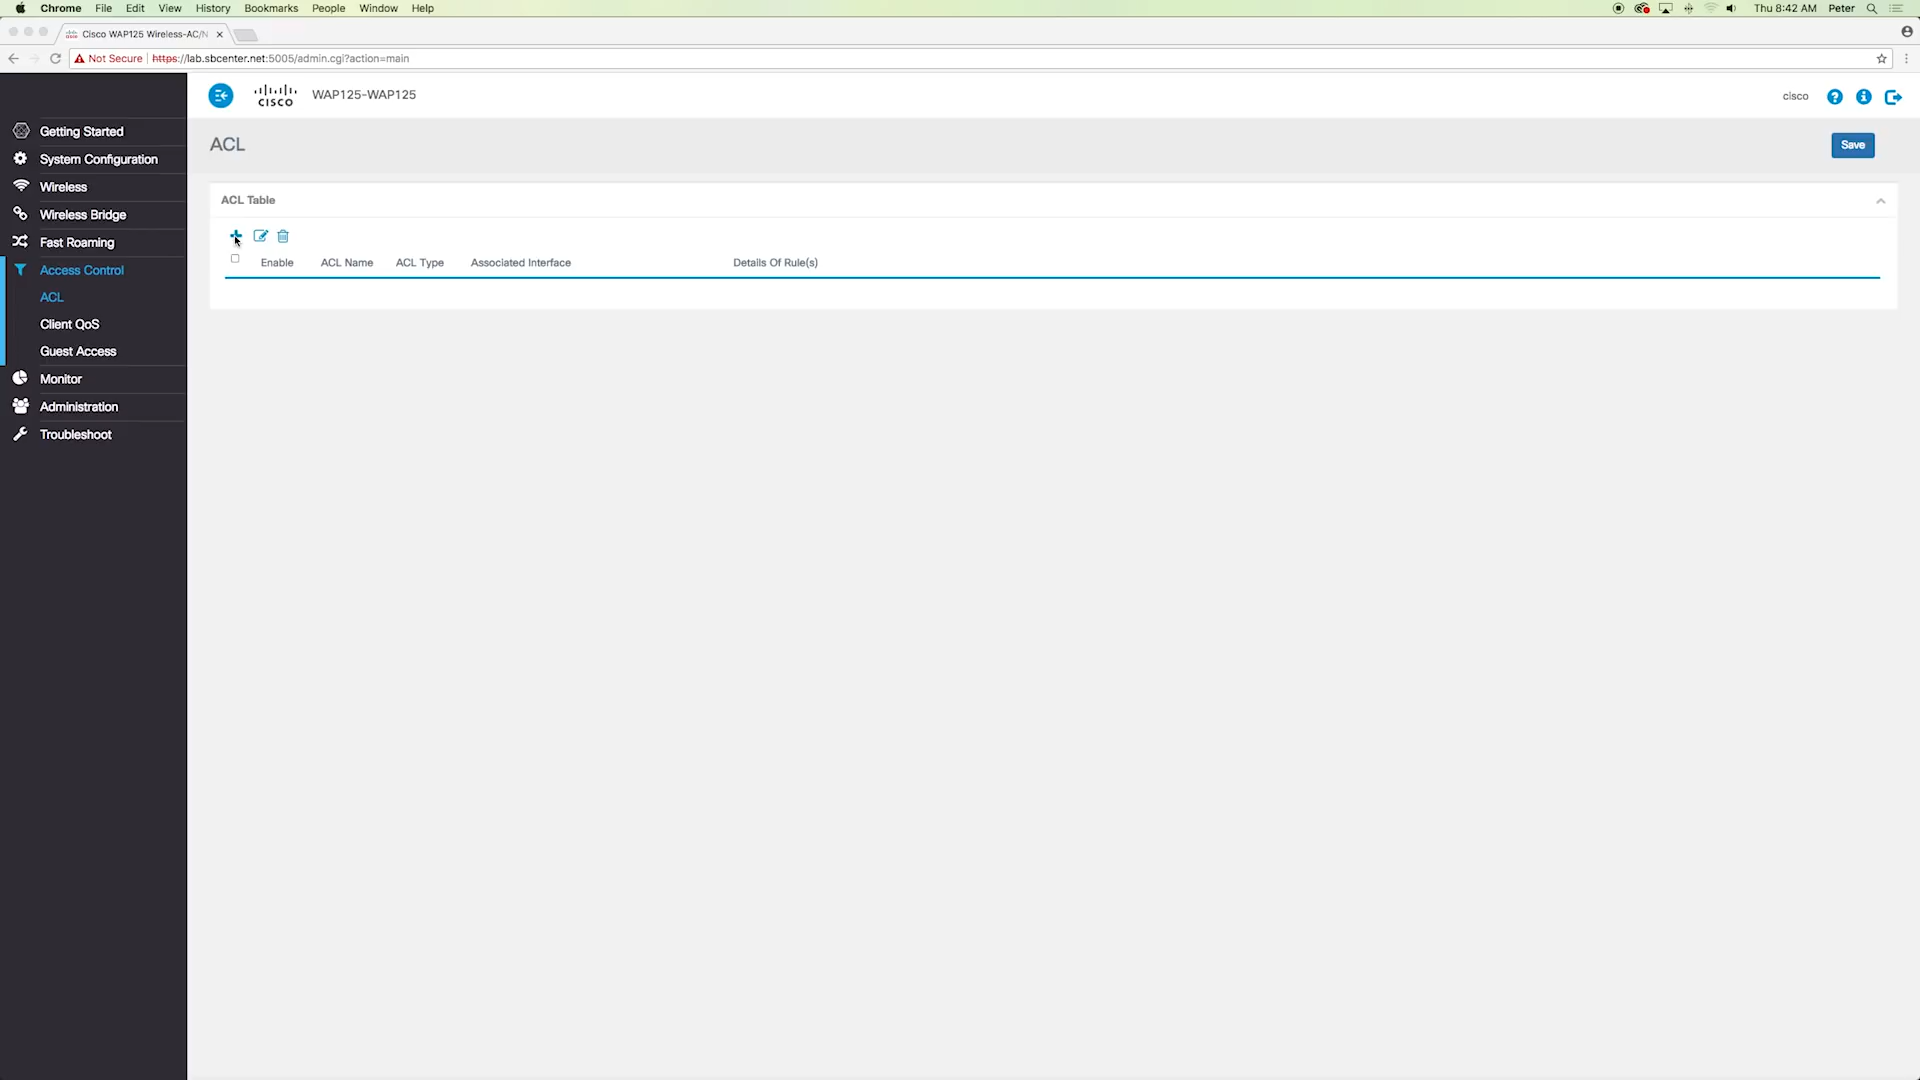 Chrome File Edit View History Bookmarks People Window Help Thu 8:42 AM Peter
Cisco WAP125 Wireless-AC/N
Not Secure https://lab.sbcenter.net:5005/admin.cgi?action=main
cisco WAP125-WAP125 cisco
Getting Started
System Configuration
Wireless
Wireless Bridge
Fast Roaming
Access Control
ACL
Client QoS
Guest Access
Monitor
Administration
Troubleshoot
ACL Save
ACL Table
Enable ACL Name ACL Type Associated Interface Details Of Rule(s)